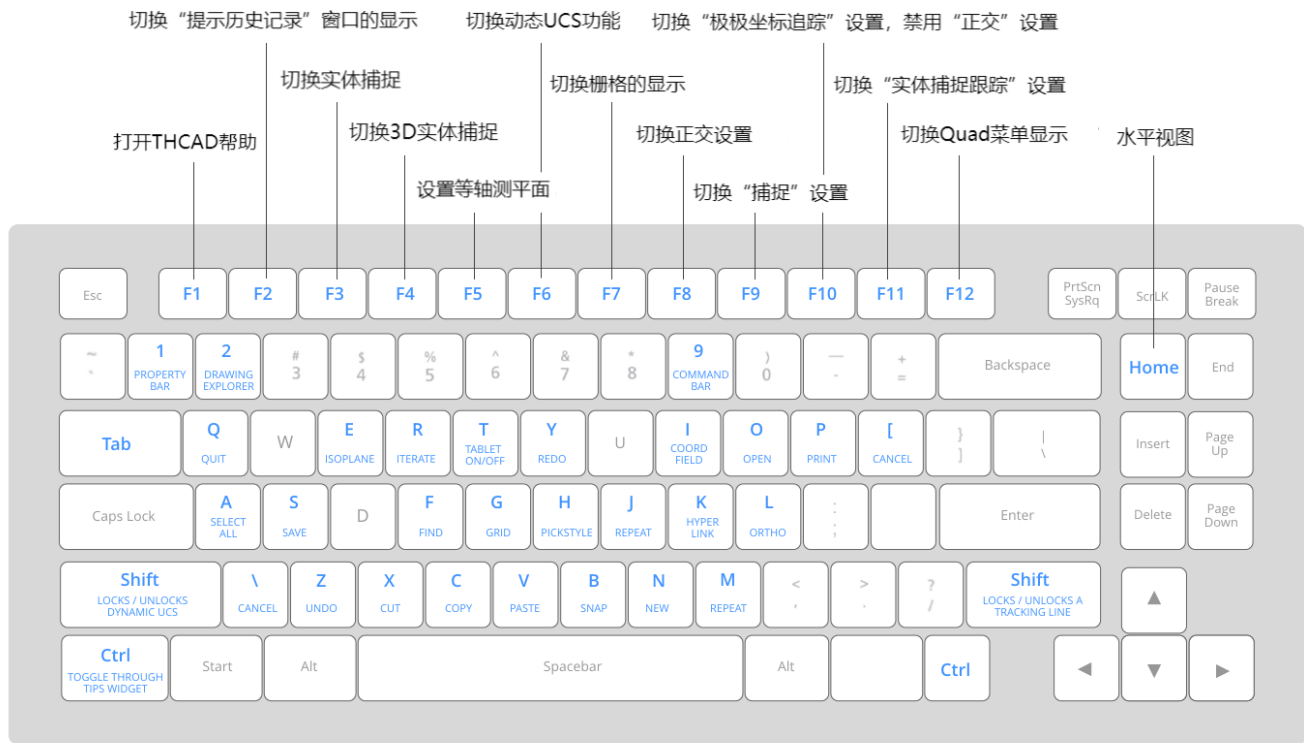 切换“提示历史记录”窗口的显示
切换动态UCS功能
切换“极极坐标追踪”设置，禁用“正交”设置
切换实体捕捉
切换栅格的显示
切换“实体捕捉跟踪”设置
打开THCAD帮助
切换3D实体捕捉
切换正交设置
切换Quad菜单显示
水平视图
设置等轴测平面
切换“捕捉”设置
Esc
F1
F2
F3
F4
F5
F6
F7
F8
F9
F10
F11
F12
PrtScn
SysRq
ScrLK
Pause
Break
~
`
1
PROPERTY
BAR
2
DRAWING
EXPLORER
#
3
$
4
%
5
^
6
&
7
*
8
9
COMMAND
BAR
)
0
—
-
+
=
Backspace
Home
End
Tab
Q
QUIT
W
E
ISOPLANE
R
ITERATE
T
TABLET
ON/OFF
Y
REDO
U
I
COORD
FIELD
O
OPEN
P
PRINT
[
CANCEL
}
]
|
\
Insert
Page
Up
Caps Lock
A
SELECT
ALL
S
SAVE
D
F
FIND
G
GRID
H
PICKSTYLE
J
REPEAT
K
HYPER
LINK
L
ORTHO
:
;
Enter
Delete
Page
Down
Shift
LOCKS / UNLOCKS
DYNAMIC UCS
\
CANCEL
Z
UNDO
X
CUT
C
COPY
V
PASTE
B
SNAP
N
NEW
M
REPEAT
<
,
>
.
?
/
Shift
LOCKS / UNLOCKS A
TRACKING LINE
Ctrl
TOGGLE THROUGH
TIPS WIDGET
Start
Alt
Spacebar
Alt
Ctrl